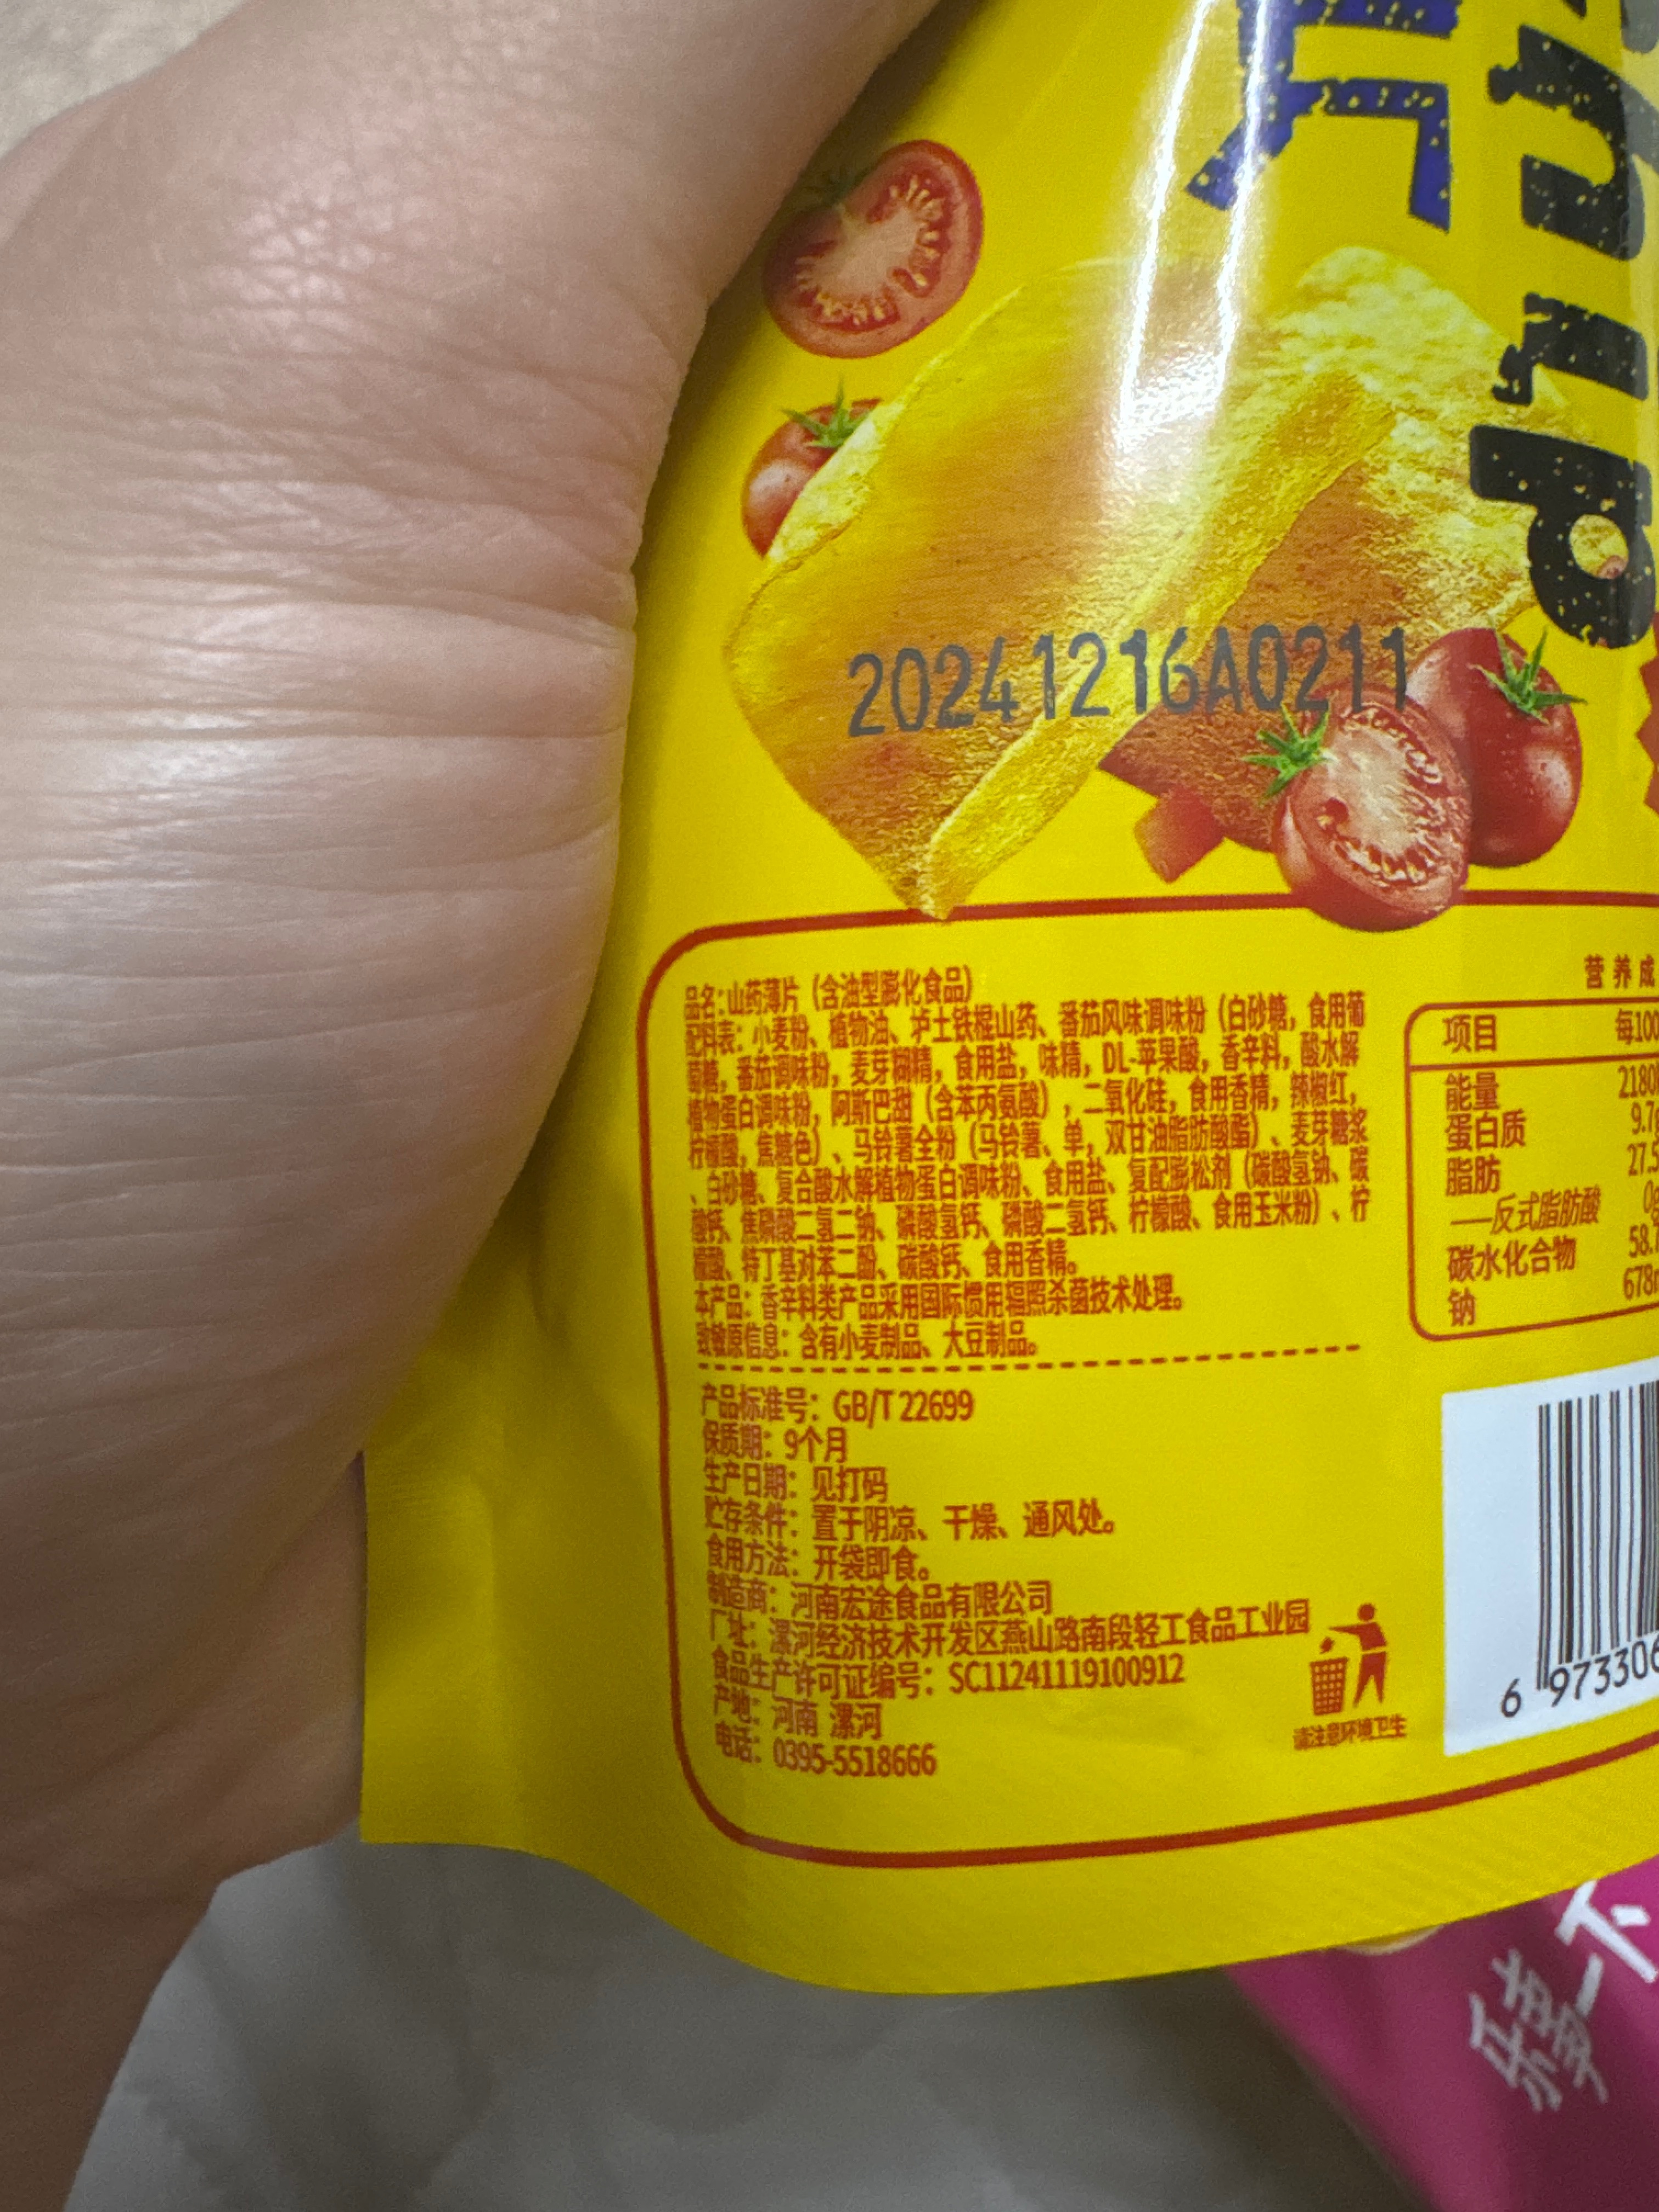 片
chip
20241216A0211
品名：山药薄片（含油型膨化食品）
配料表：小麦粉、植物油、垆土铁棍山药、番茄风味调味粉（白砂糖，食用葡
萄糖，番茄调味粉，麦芽糊精，食用盐，味精，DL-苹果酸，香辛料，酸水解
植物蛋白调味粉，阿斯巴甜（含苯丙氨酸），二氧化硅，食用香精，辣椒红，
柠檬酸，焦糖色）、马铃薯全粉（马铃薯、单，双甘油脂肪酸酯）、麦芽糖浆
、白砂糖、复合酸水解植物蛋白调味粉、食用盐、复配膨松剂（碳酸氢钠、碳
酸钙、焦磷酸二氢二钠、磷酸氢钙、磷酸二氢钙、柠檬酸、食用玉米粉）、柠
檬酸、特丁基对苯二酚、碳酸钙、食用香精。
本产品：香辛料类产品采用国际惯用辐照杀菌技术处理。
致敏原信息：含有小麦制品、大豆制品。
产品标准号：GB/T 22699
保质期：9个月
生产日期：见打码
贮存条件：置于阴凉、干燥、通风处。
食用方法：开袋即食。
制造商：河南宏途食品有限公司
厂址：漯河经济技术开发区燕山路南段轻工食品工业园
食品生产许可证编号：SC11241119100912
产地：河南 漯河
电话：0395-5518666
请注意环境卫生
营养成
项目 每100
能量 2180
蛋白质 9.7g
脂肪 27.5
—反式脂肪酸 0g
碳水化合物 58.
钠 678
6 973306
一下